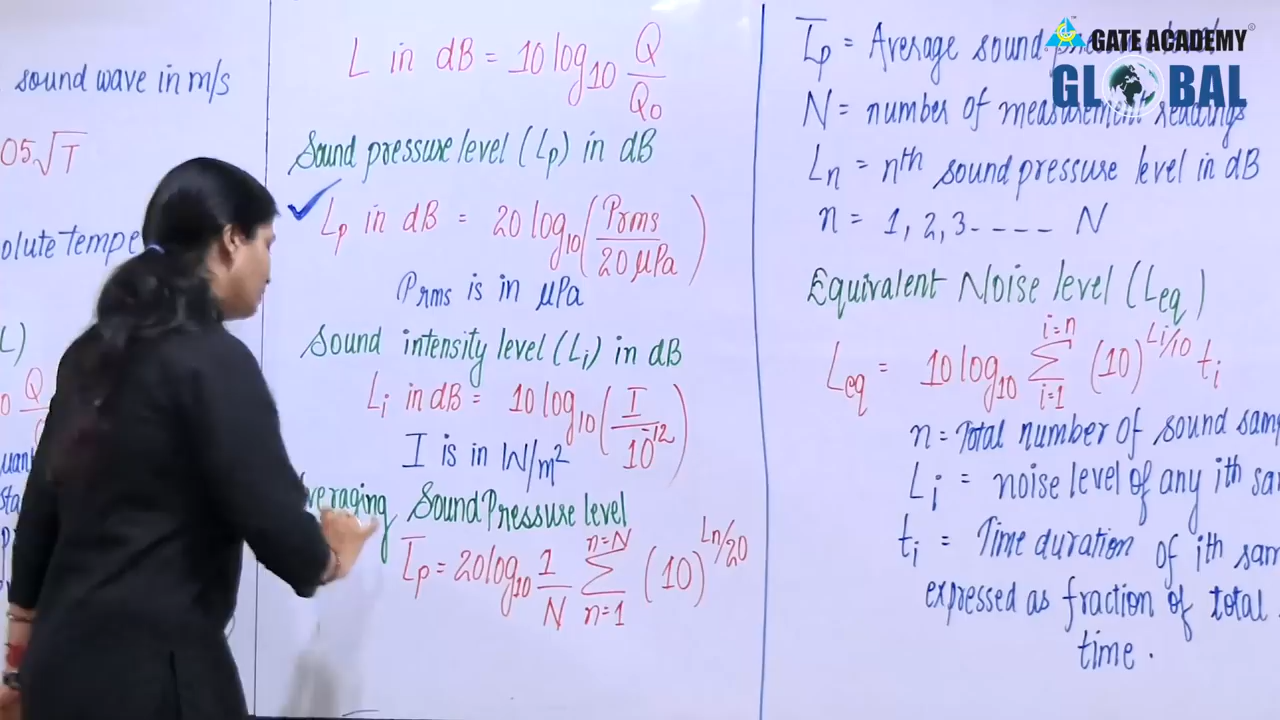 sound wave in m/s
05√T
olute tempe
L)
Q
L in dB = 10 log10 Q/Q0
Sound pressure level (Lp) in dB
✓ Lp in dB = 20 log10 (Prms/20 μPa)
Prms is in μPa
Sound intensity level (Li) in dB
Li in dB = 10 log10 (I/10^-12)
I is in W/m²
veraging Sound Pressure level
L̅p = 20 log10 1/N Σ n=1 n=N (10)^Ln/20
L̅p = Average sound
N = number of measurement readings
Ln = nth sound pressure level in dB
n = 1, 2, 3 - - - - N
Equivalent Noise level (Leq)
Leq = 10 log10 Σ i=1 i=n (10)^Li/10 ti
n = Total number of sound sam
Li = noise level of any ith sa
ti = Time duration of ith sam
expressed as fraction of total
time.
GATE ACADEMY
GLOBAL